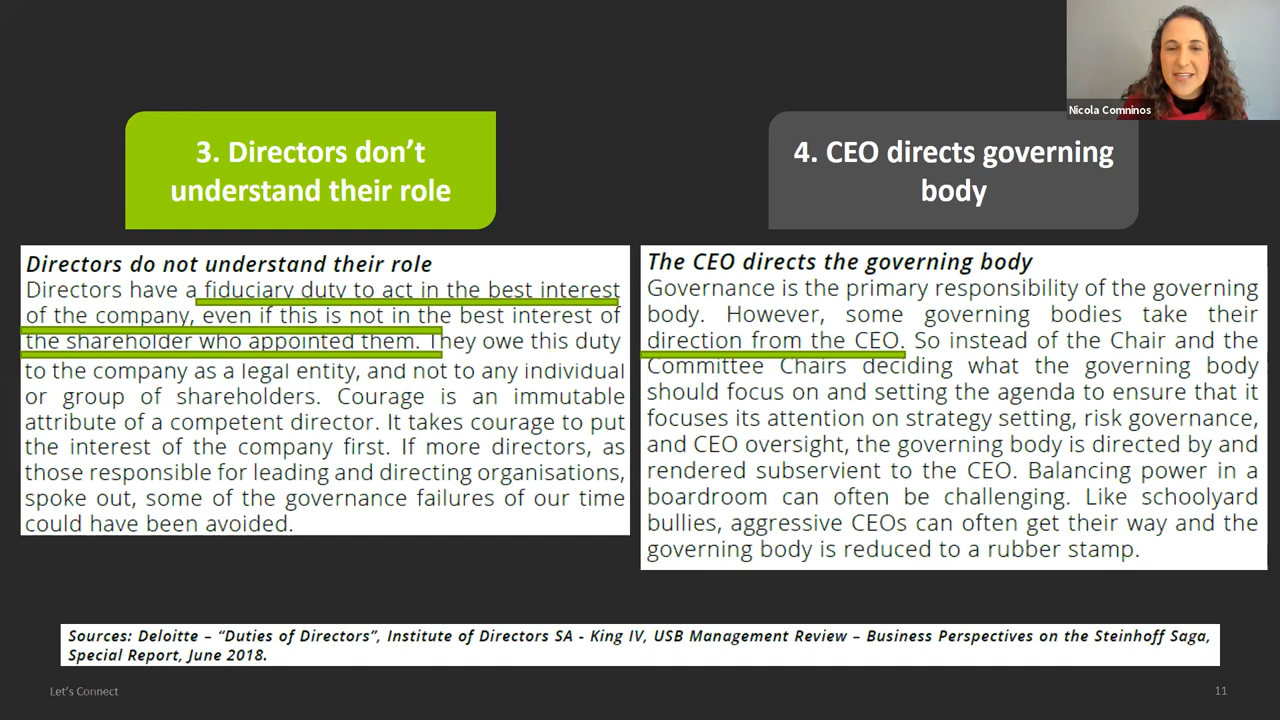 Nicola Comninos
3. Directors don’t
understand their role
4. CEO directs governing
body
Directors do not understand their role
Directors have a fiduciary duty to act in the best interest
of the company, even if this is not in the best interest of
the shareholder who appointed them. They owe this duty
to the company as a legal entity, and not to any individual
or group of shareholders. Courage is an immutable
attribute of a competent director. It takes courage to put
the interest of the company first. If more directors, as
those responsible for leading and directing organisations,
spoke out, some of the governance failures of our time
could have been avoided.
The CEO directs the governing body
Governance is the primary responsibility of the governing
body. However, some governing bodies take their
direction from the CEO. So instead of the Chair and the
Committee Chairs deciding what the governing body
should focus on and setting the agenda to ensure that it
focuses its attention on strategy setting, risk governance,
and CEO oversight, the governing body is directed by and
rendered subservient to the CEO. Balancing power in a
boardroom can often be challenging. Like schoolyard
bullies, aggressive CEOs can often get their way and the
governing body is reduced to a rubber stamp.
Sources: Deloitte – “Duties of Directors”, Institute of Directors SA - King IV, USB Management Review – Business Perspectives on the Steinhoff Saga,
Special Report, June 2018.
Let’s Connect
11